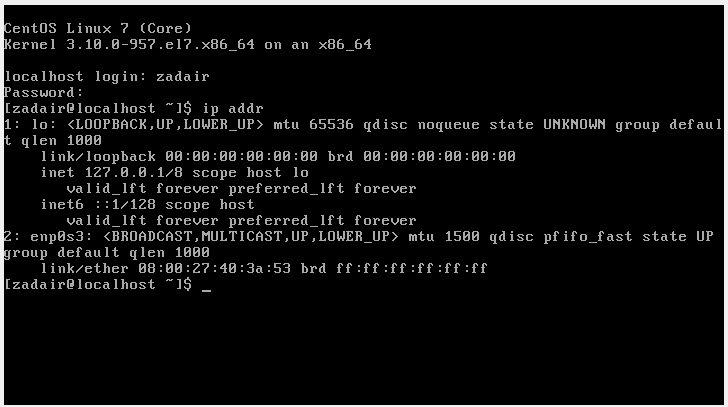 CentOS Linux 7 (Core)
Kernel 3.10.0-957.el7.x86_64 on an x86_64
localhost login: zadair
Password:
[zadair@localhost ~]$ ip addr
1: lo: <LOOPBACK,UP,LOWER_UP> mtu 65536 qdisc noqueue state UNKNOWN group defaul
t qlen 1000
    link/loopback 00:00:00:00:00:00 brd 00:00:00:00:00:00
    inet 127.0.0.1/8 scope host lo
       valid_lft forever preferred_lft forever
    inet6 ::1/128 scope host
       valid_lft forever preferred_lft forever
2: enp0s3: <BROADCAST,MULTICAST,UP,LOWER_UP> mtu 1500 qdisc pfifo_fast state UP
group default qlen 1000
    link/ether 08:00:27:40:3a:53 brd ff:ff:ff:ff:ff:ff
[zadair@localhost ~]$ _